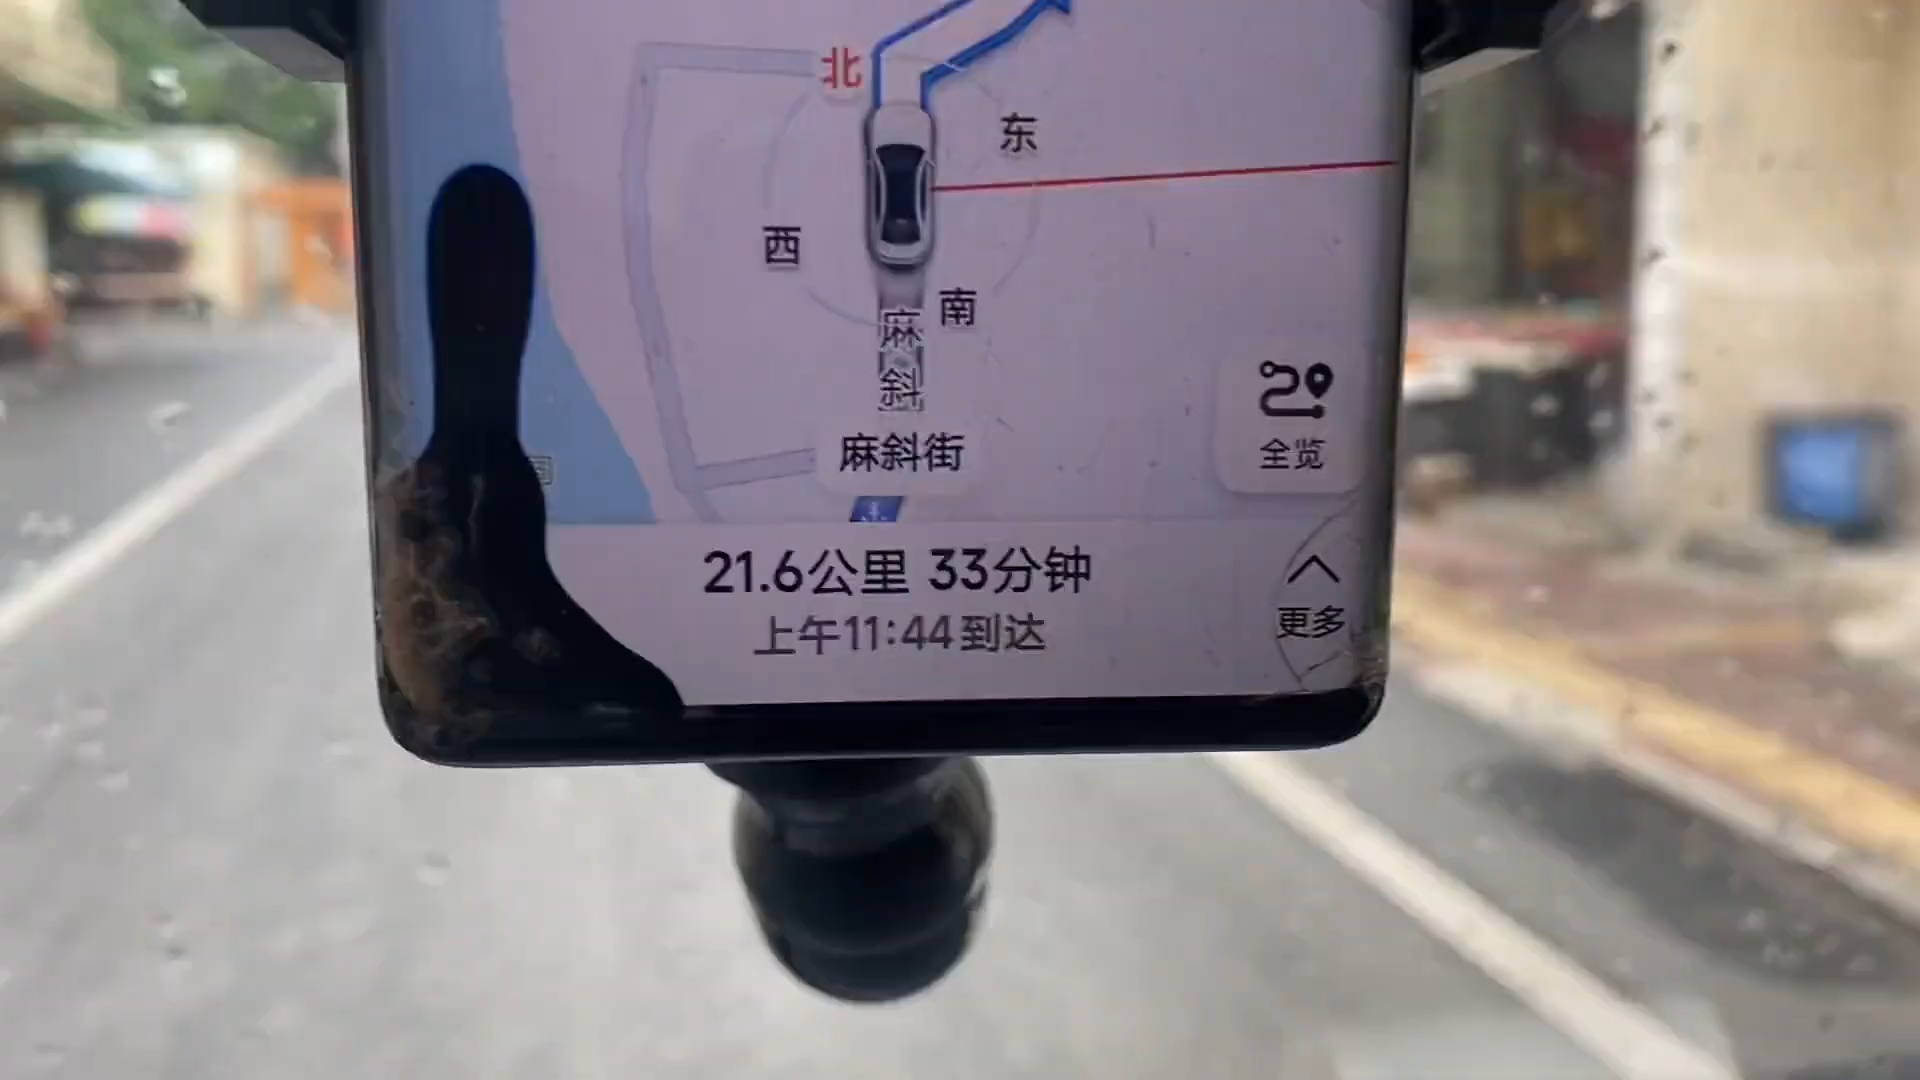 北
东
西
南
麻
斜
麻斜街
全览
21.6公里 33分钟
上午11:44到达
更多